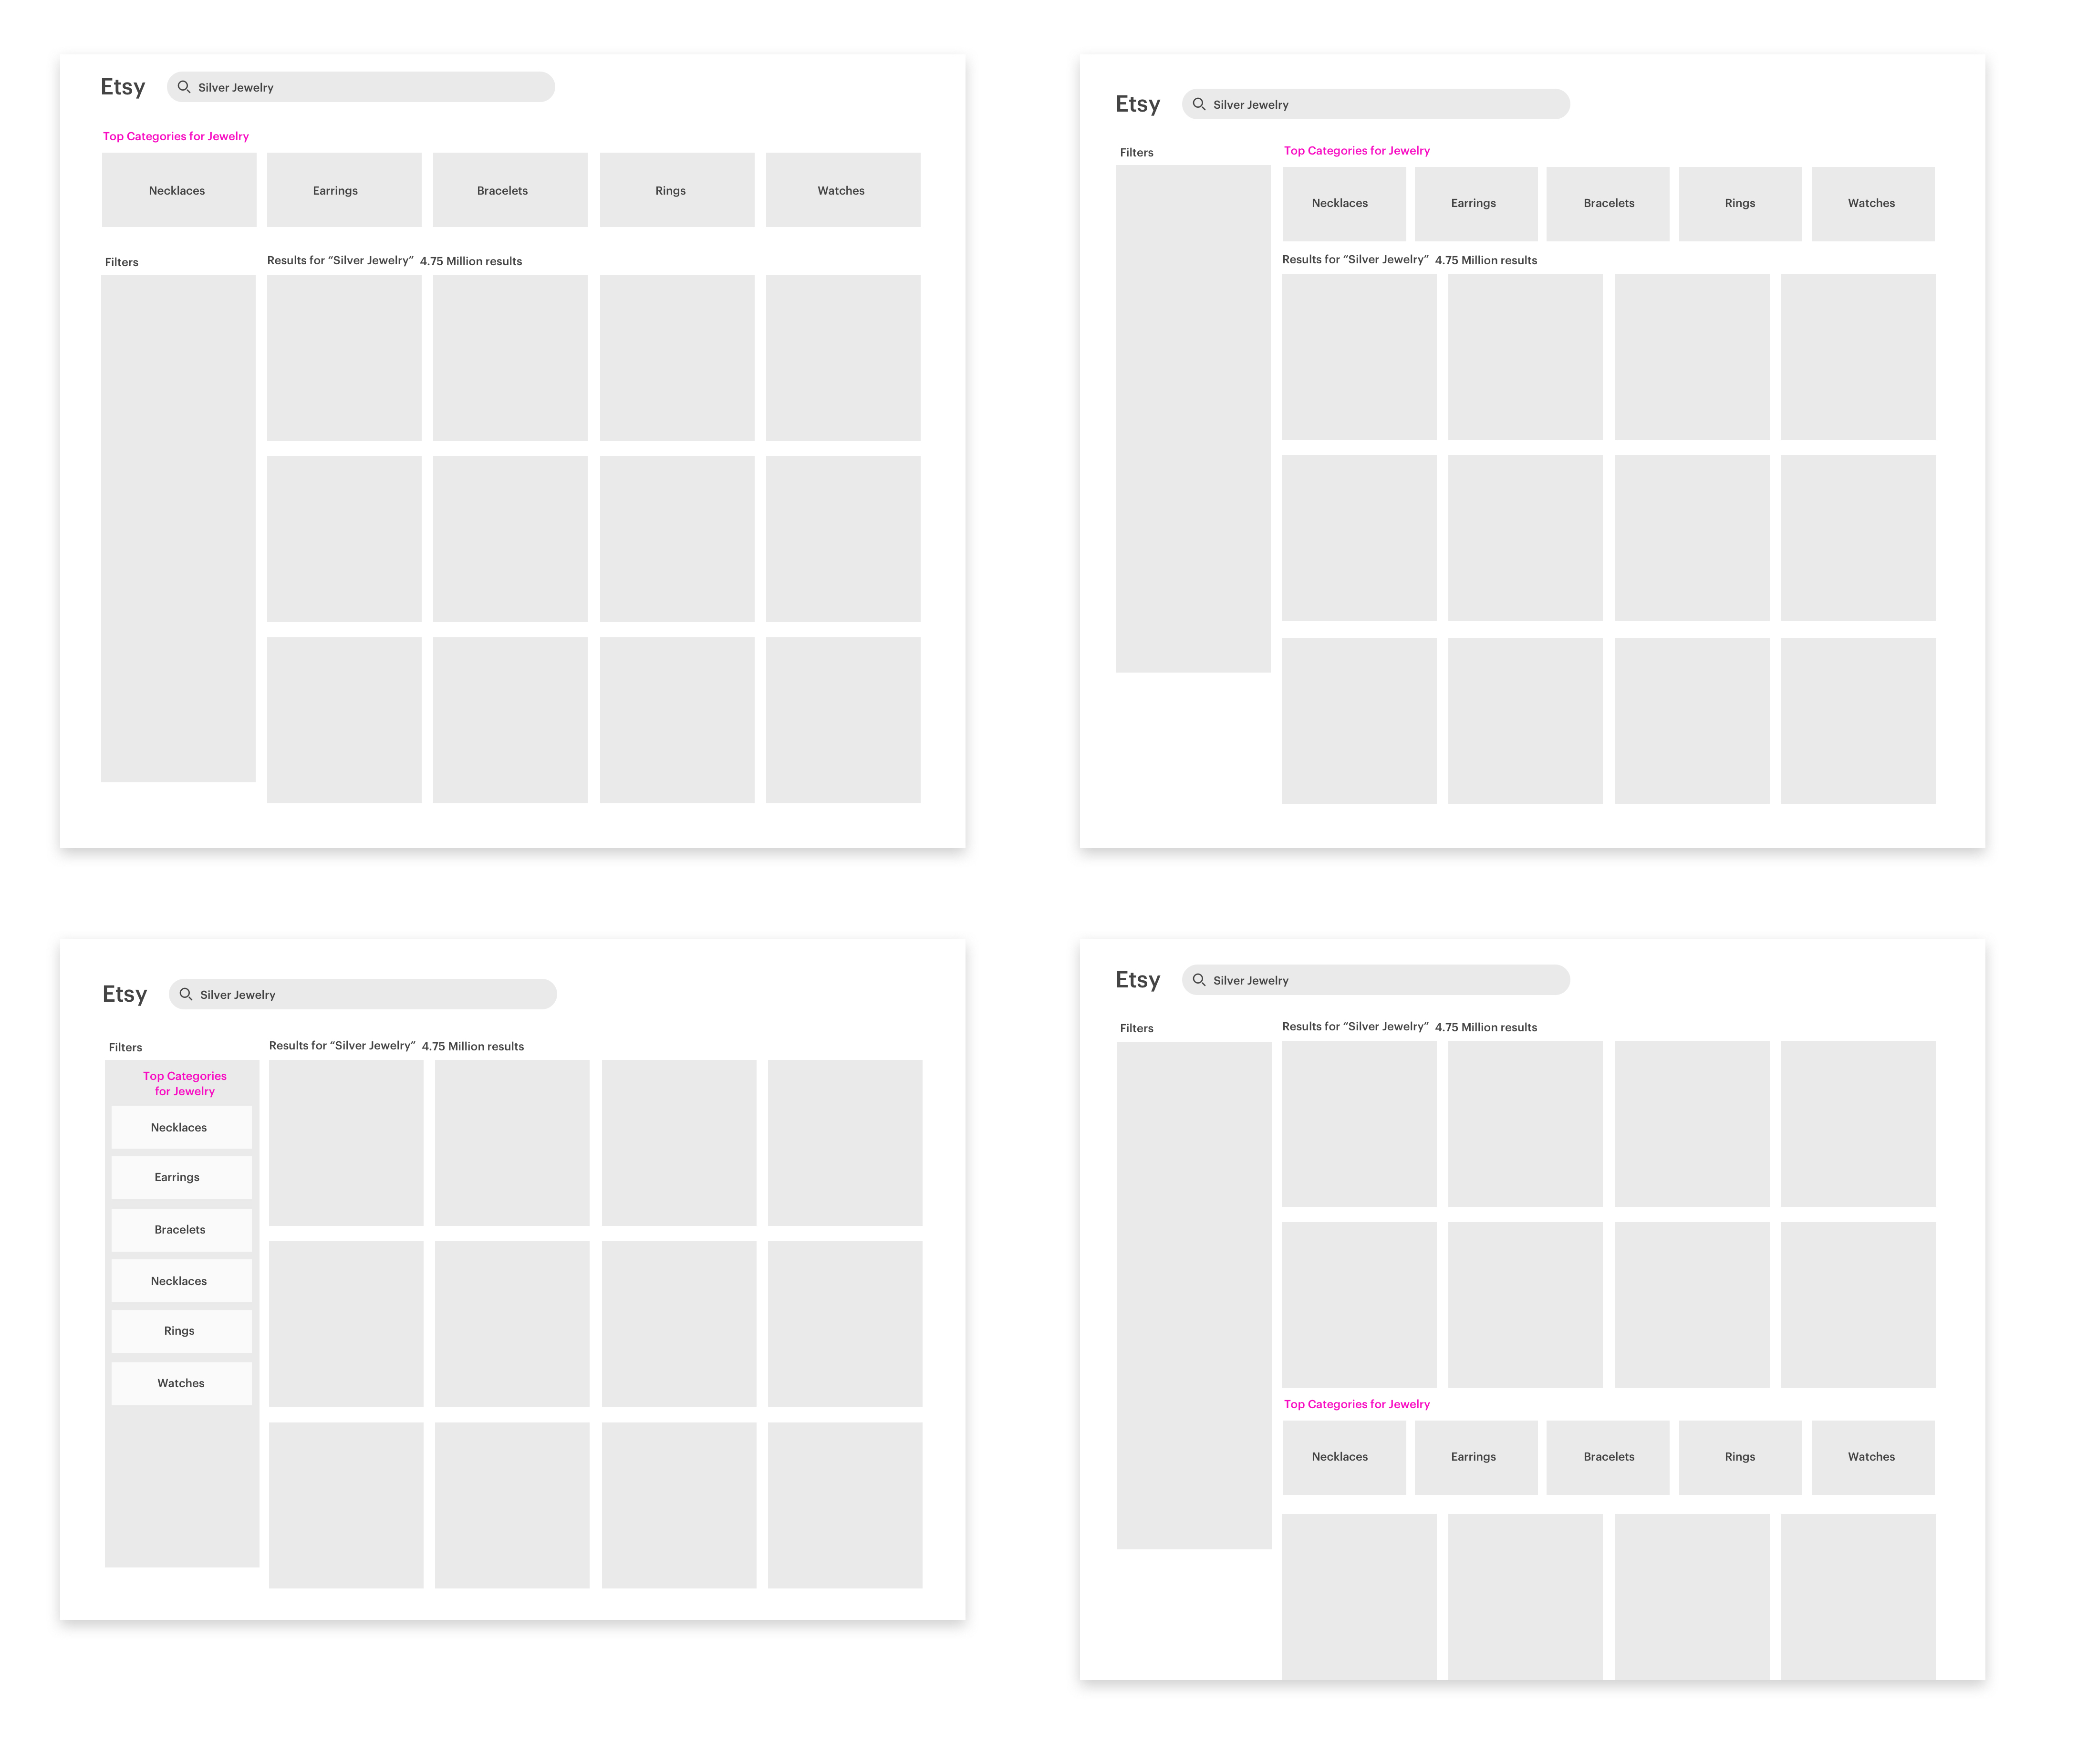 Etsy
Silver Jewelry
Top Categories for Jewelry
Necklaces
Earrings
Bracelets
Rings
Watches
Filters
Results for “Silver Jewelry” 4.75 Million results
Etsy
Silver Jewelry
Filters
Top Categories for Jewelry
Necklaces
Earrings
Bracelets
Rings
Watches
Results for “Silver Jewelry” 4.75 Million results
Etsy
Silver Jewelry
Filters
Results for “Silver Jewelry” 4.75 Million results
Top Categories
for Jewelry
Necklaces
Earrings
Bracelets
Necklaces
Rings
Watches
Etsy
Silver Jewelry
Filters
Results for “Silver Jewelry” 4.75 Million results
Top Categories for Jewelry
Necklaces
Earrings
Bracelets
Rings
Watches